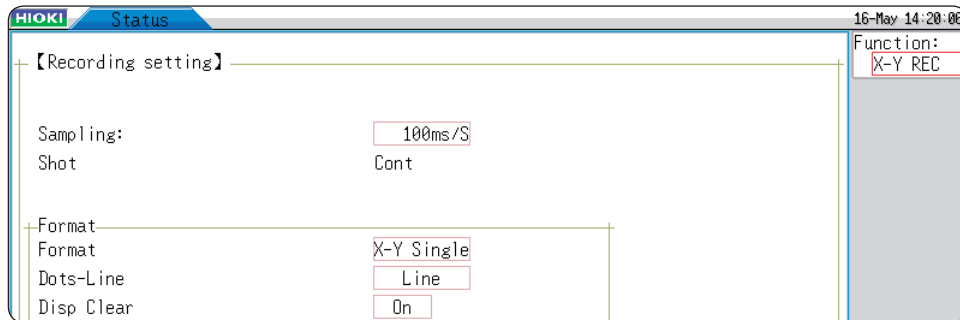 HIOKI Status 16-May 14:20:06
Function:
【Recording setting】 X-Y REC
Sampling: 100ms/S
Shot Cont
Format
Format X-Y Single
Dots-Line Line
Disp Clear On